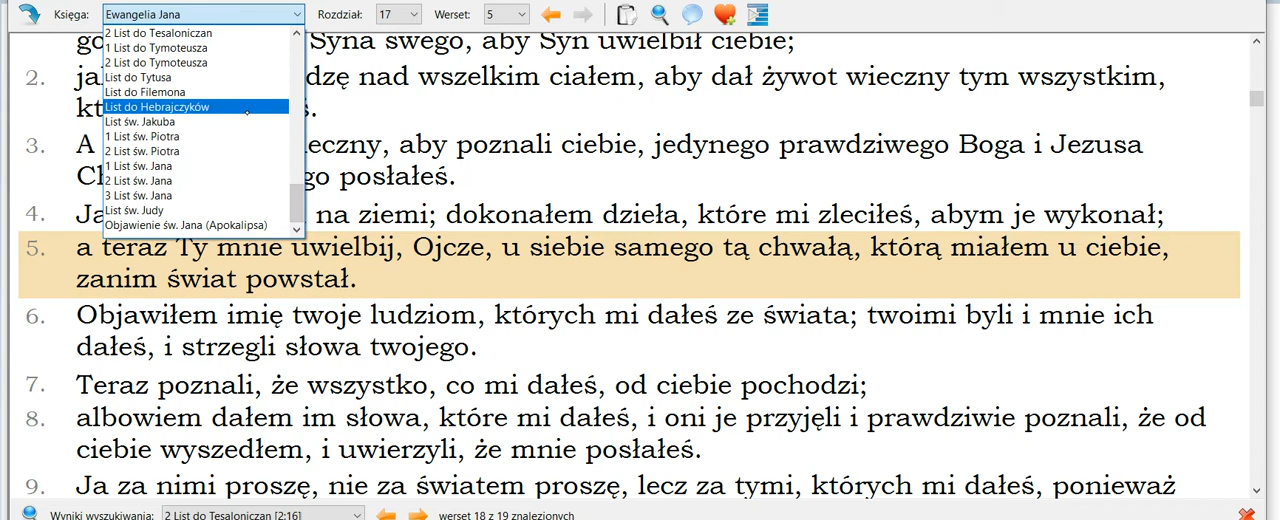 Księga: Ewangelia Jana Rozdział: 17 Werset: 5
2 List do Tesaloniczan
1 List do Tymoteusza
2 List do Tymoteusza
List do Tytusa
List do Filemona
List do Hebrajczyków
List św. Jakuba
1 List św. Piotra
2 List św. Piotra
1 List św. Jana
2 List św. Jana
3 List św. Jana
List św. Judy
Objawienie św. Jana (Apokalipsa)
Syna swego, aby Syn uwielbił ciebie;
2. nad wszelkim ciałem, aby dał żywot wieczny tym wszystkim,
3. A aby poznali ciebie, jedynego prawdziwego Boga i Jezusa
posłałeś.
4. na ziemi; dokonałem dzieła, które mi zleciłeś, abym je wykonał;
5. a teraz Ty mnie uwielbij, Ojcze, u siebie samego tą chwałą, którą miałem u ciebie,
zanim świat powstał.
6. Objawiłem imię twoje ludziom, których mi dałeś ze świata; twoimi byli i mnie ich
dałeś, i strzegli słowa twojego.
7. Teraz poznali, że wszystko, co mi dałeś, od ciebie pochodzi;
8. albowiem dałem im słowa, które mi dałeś, i oni je przyjęli i prawdziwie poznali, że od
ciebie wyszedłem, i uwierzyli, że mnie posłałeś.
9. Ja za nimi proszę, nie za światem proszę, lecz za tymi, których mi dałeś, ponieważ
Wyniki wyszukiwania: 2 List do Tesaloniczan [2:16] werset 18 z 19 znalezionych